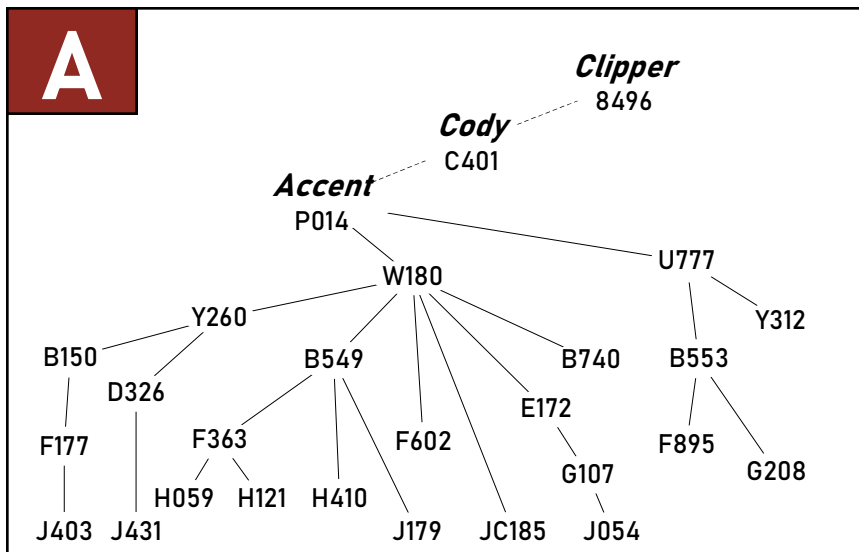 A
Clipper
8496
Cody
C401
Accent
P014
U777
W180
Y260
Y312
B150
B549
B740
B553
D326
E172
F177
F363
F602
F895
G107
G208
H059
H121
H410
J403
J431
J179
JC185
J054